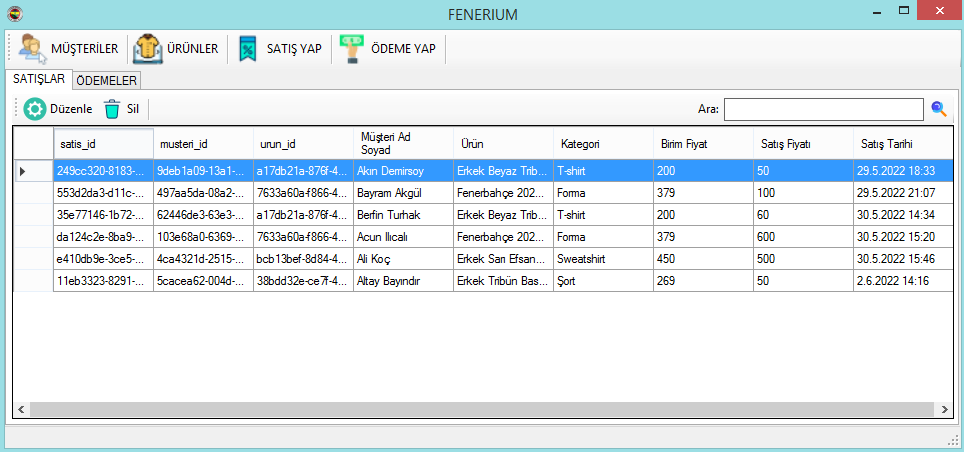 FENERIUM
MÜŞTERİLER ÜRÜNLER SATIŞ YAP ÖDEME YAP
SATIŞLAR ÖDEMELER
Düzenle Sil Ara:
satis_id musteri_id urun_id Müşteri Ad Soyad Ürün Kategori Birim Fiyat Satış Fiyatı Satış Tarihi
249cc320-8183-... 9deb1a09-13a1-... a17db21a-876f-4... Akın Demirsoy Erkek Beyaz Trib... T-shirt 200 50 29.5.2022 18:33
553d2da3-d11c-... 497aa5da-08a2-... 7633a60a-f866-4... Bayram Akgül Fenerbahçe 202... Forma 379 100 29.5.2022 21:07
35e77146-1b72-... 62446de3-63e3-... a17db21a-876f-4... Berfin Turhak Erkek Beyaz Trib... T-shirt 200 60 30.5.2022 14:34
da124c2e-8ba9-... 103e68a0-6369-... 7633a60a-f866-4... Acun Ilıcalı Fenerbahçe 202... Forma 379 600 30.5.2022 15:20
e410db9e-3ce5-... 4ca4321d-2515-... bcb13bef-8d84-4... Ali Koç Erkek Sarı Efsan... Sweatshirt 450 500 30.5.2022 15:46
11eb3323-8291-... 5cacea62-004d-... 38bdd32e-ce7f-4... Altay Bayındır Erkek Tribün Bas... Şort 269 50 2.6.2022 14:16